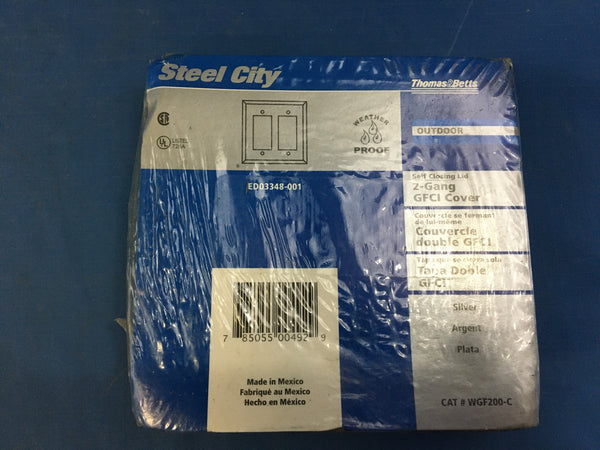 Steel City
Thomas&Betts
WEATHER
PROOF
OUTDOOR
LISTED
ED03348-001
Self Closing Lid
2-Gang
GFCI Cover
Couvercle se fermant
de lui-même
Couvercle
double GFCI
Tapa Doble
GFCI
Silver
Argent
Plata
7 85055 00492 9
Made in Mexico
Fabriqué au Mexico
Hecho en México
CAT # WGF200-C